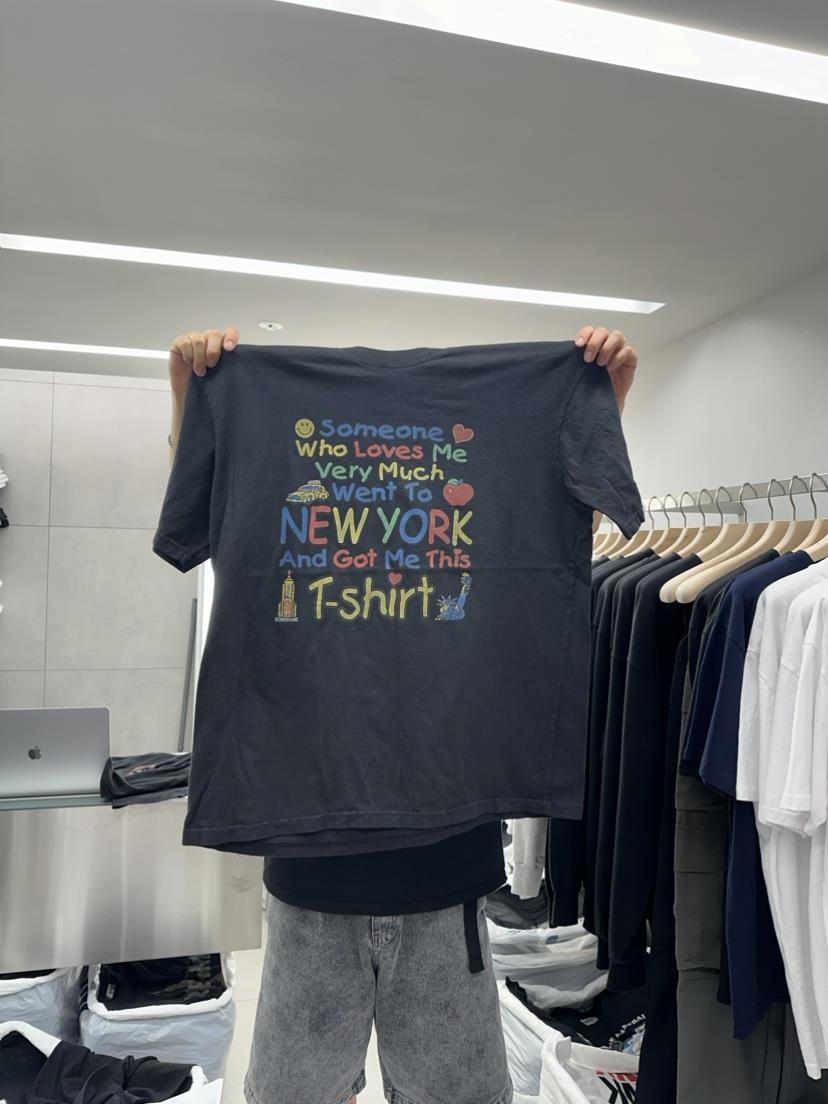 Someone
Who Loves Me
Very Much
Went To
NEW YORK
And Got Me This
T-shirt